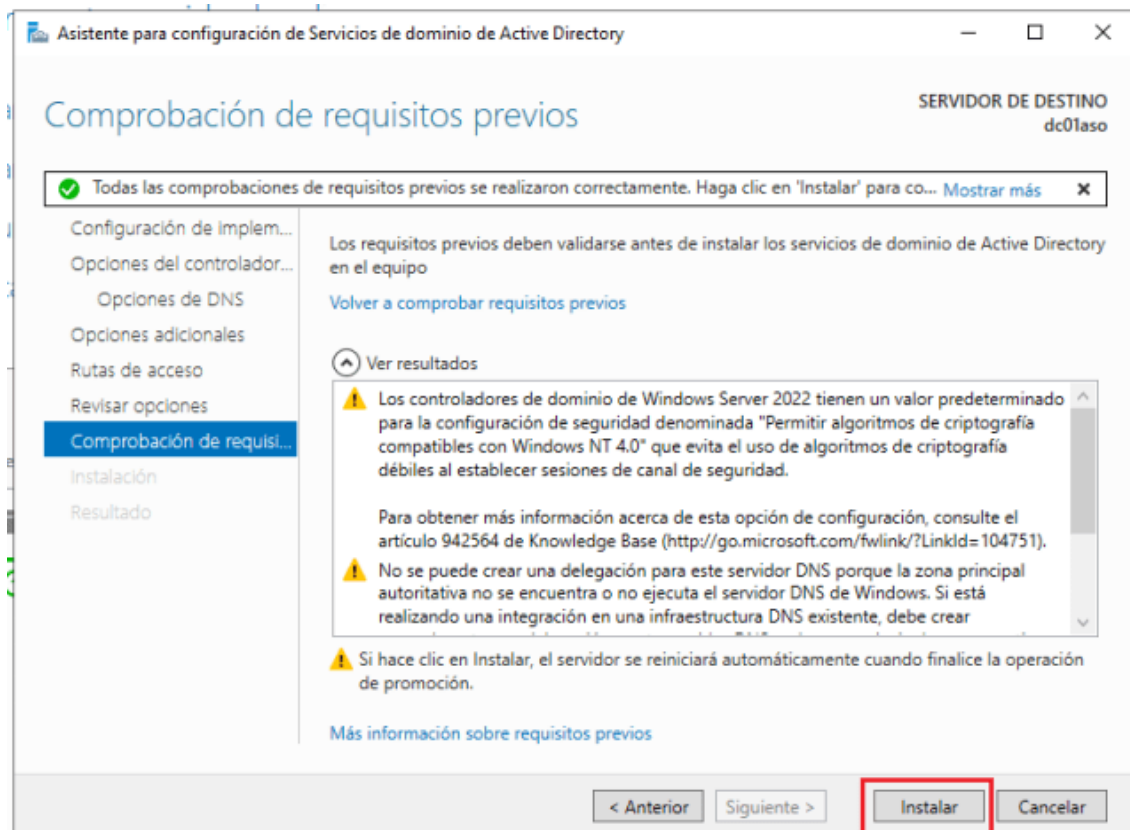 Asistente para configuración de Servicios de dominio de Active Directory
Comprobación de requisitos previos
SERVIDOR DE DESTINO
dc01aso
Todas las comprobaciones de requisitos previos se realizaron correctamente. Haga clic en 'Instalar' para co... Mostrar más
Configuración de implem...
Opciones del controlador...
Opciones de DNS
Opciones adicionales
Rutas de acceso
Revisar opciones
Comprobación de requisi...
Instalación
Resultado
Los requisitos previos deben validarse antes de instalar los servicios de dominio de Active Directory
en el equipo
Volver a comprobar requisitos previos
Ver resultados
Los controladores de dominio de Windows Server 2022 tienen un valor predeterminado
para la configuración de seguridad denominada "Permitir algoritmos de criptografía
compatibles con Windows NT 4.0" que evita el uso de algoritmos de criptografía
débiles al establecer sesiones de canal de seguridad.
Para obtener más información acerca de esta opción de configuración, consulte el
artículo 942564 de Knowledge Base (http://go.microsoft.com/fwlink/?LinkId=104751).
No se puede crear una delegación para este servidor DNS porque la zona principal
autoritativa no se encuentra o no ejecuta el servidor DNS de Windows. Si está
realizando una integración en una infraestructura DNS existente, debe crear
Si hace clic en Instalar, el servidor se reiniciará automáticamente cuando finalice la operación
de promoción.
Más información sobre requisitos previos
< Anterior
Siguiente >
Instalar
Cancelar